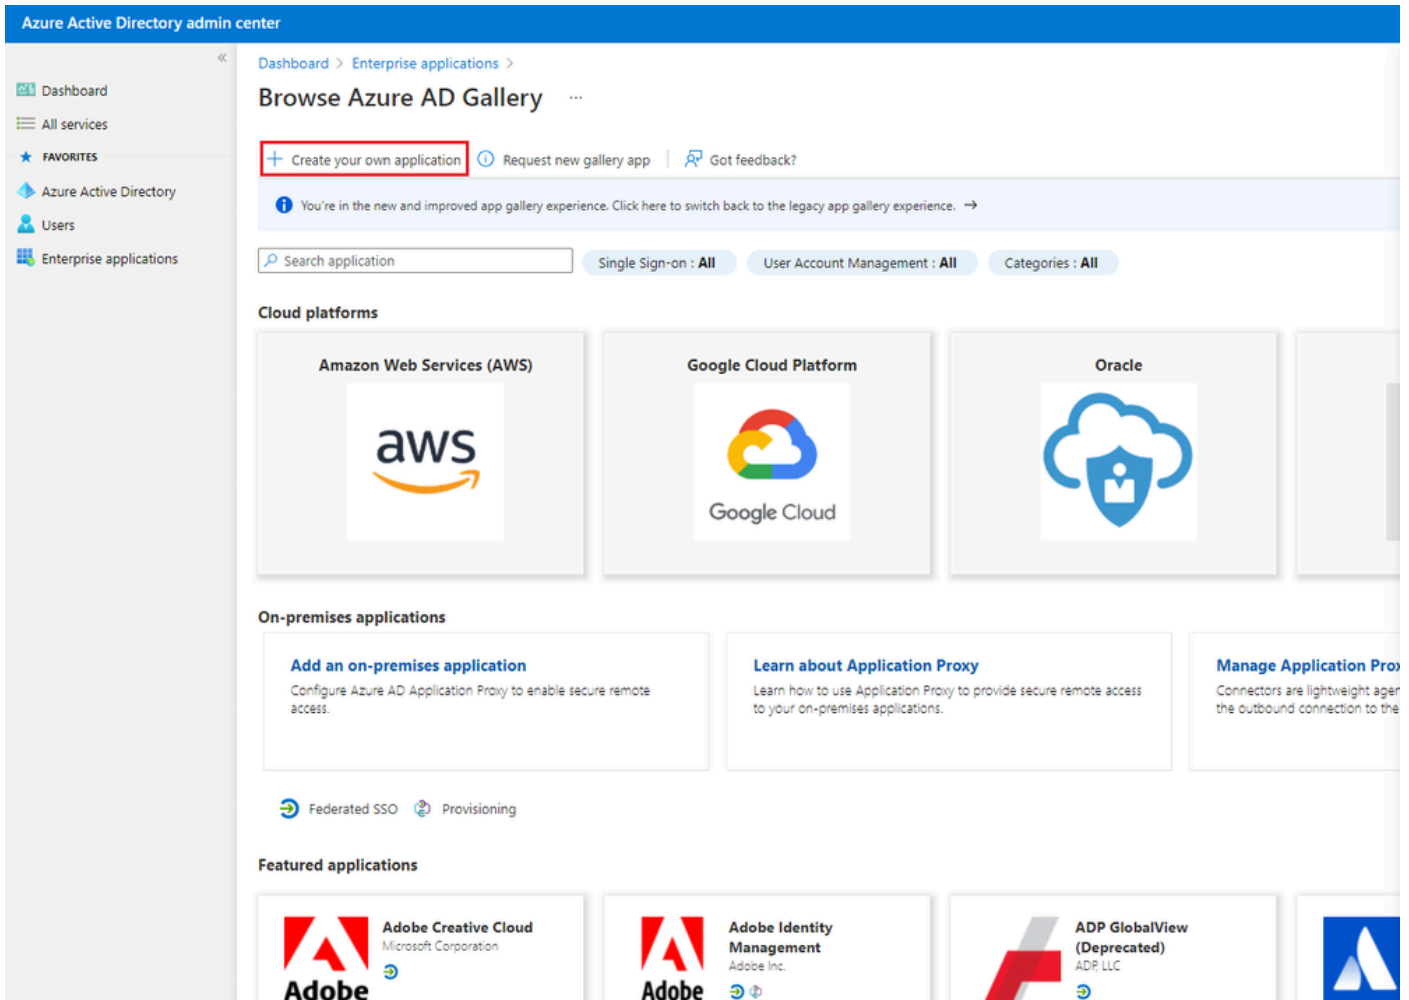 Azure Active Directory admin center
«
Dashboard
All services
FAVORITES
Azure Active Directory
Users
Enterprise applications
Dashboard > Enterprise applications >
Browse Azure AD Gallery ...
+ Create your own application
Request new gallery app
Got feedback?
You're in the new and improved app gallery experience. Click here to switch back to the legacy app gallery experience. →
Search application
Single Sign-on : All
User Account Management : All
Categories : All
Cloud platforms
Amazon Web Services (AWS)
aws
Google Cloud Platform
Google Cloud
Oracle
On-premises applications
Add an on-premises application
Configure Azure AD Application Proxy to enable secure remote
access.
Learn about Application Proxy
Learn how to use Application Proxy to provide secure remote access
to your on-premises applications.
Manage Application Prox
Connectors are lightweight agen
the outbound connection to the
Federated SSO
Provisioning
Featured applications
Adobe
Adobe Creative Cloud
Microsoft Corporation
Adobe
Adobe Identity
Management
Adobe Inc.
ADP GlobalView
(Deprecated)
ADP, LLC